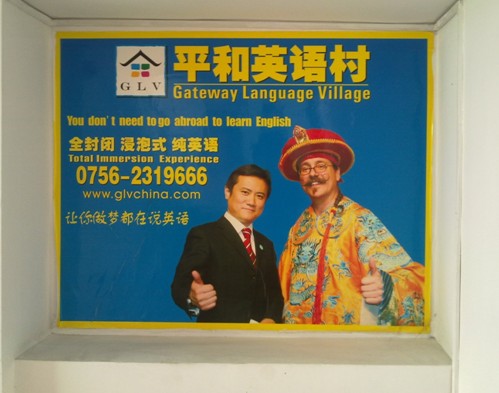 GLV
平和英语村
Gateway Language Village
You don't need to go abroad to learn English
全封闭 浸泡式 纯英语
Total Immersion Experience
0756-2319666
www.glvchina.com
让你做梦都在说英语